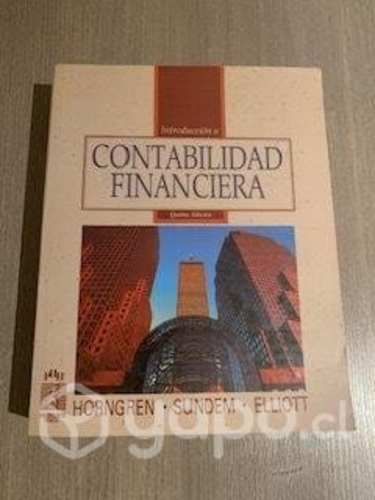 Introducción a
CONTABILIDAD
FINANCIERA
Quinta Edición
HORNGREN • SUNDEM • ELLIOTT
yapo.cl